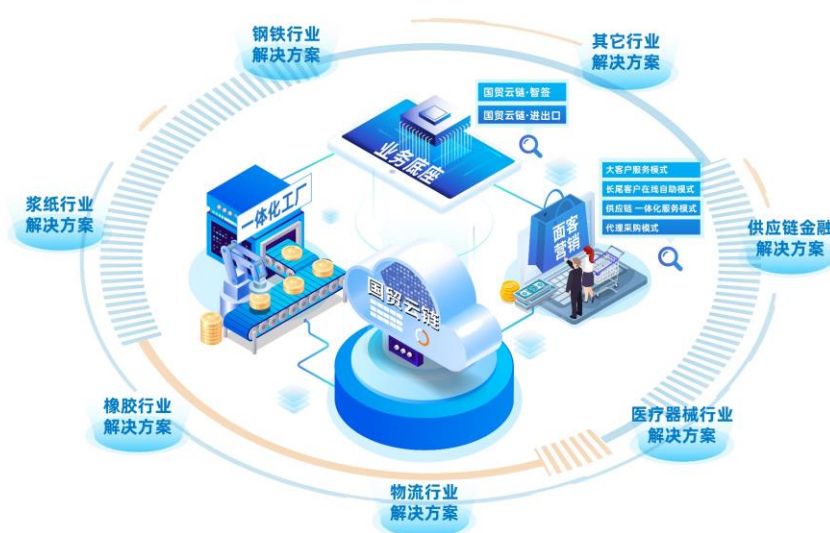 钢铁行业
解决方案
其它行业
解决方案
国贸云链·智签
国贸云链·进出口
业务底座
大客户服务模式
长尾客户在线自动模式
供应链 一体化服务模式
代理采购模式
一体化工厂
面客
营销
浆纸行业
解决方案
供应链金融
解决方案
国贸云链
橡胶行业
解决方案
医疗器械行业
解决方案
物流行业
解决方案